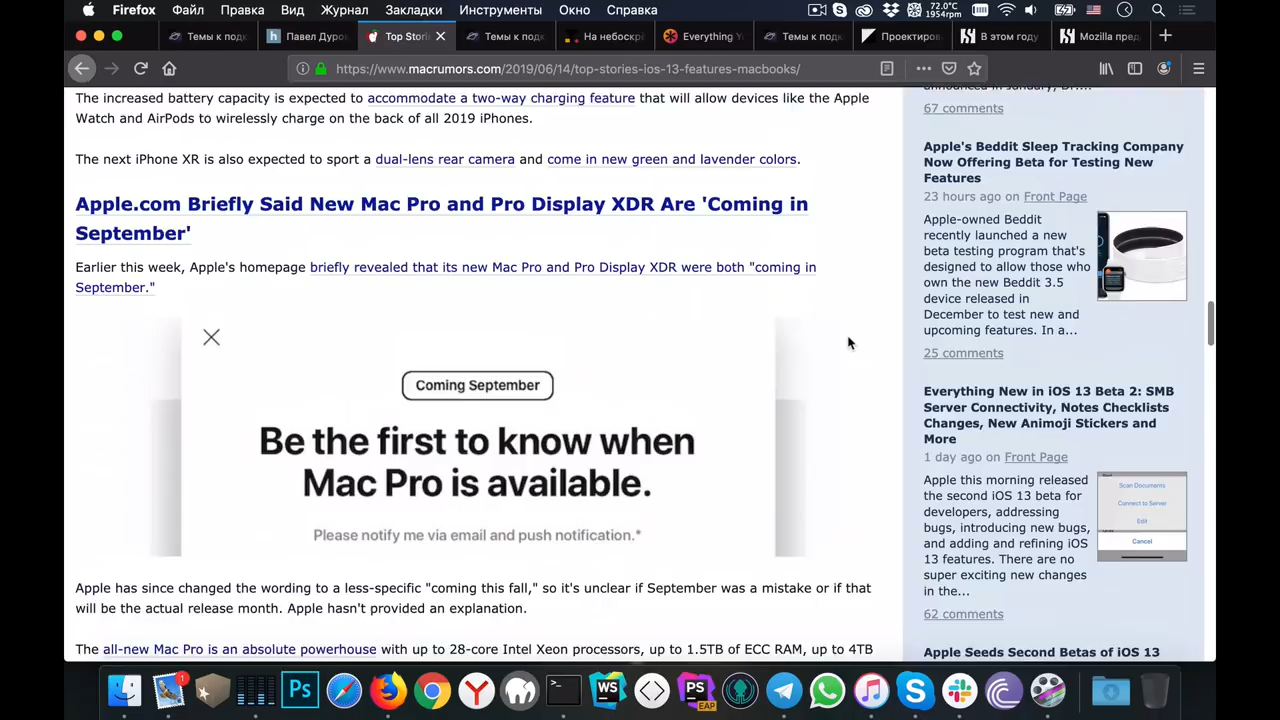 Firefox Файл Правка Вид Журнал Закладки Инструменты Окно Справка 72.0°C 1954rpm
Темы к подк Павел Дуро Top Stori Темы к подк На небоскр Everything Y Темы к подк Проектиров В этом году Mozilla пред
https://www.macrumors.com/2019/06/14/top-stories-ios-13-features-macbooks/
The increased battery capacity is expected to accommodate a two-way charging feature that will allow devices like the Apple
Watch and AirPods to wirelessly charge on the back of all 2019 iPhones.
The next iPhone XR is also expected to sport a dual-lens rear camera and come in new green and lavender colors.
Apple.com Briefly Said New Mac Pro and Pro Display XDR Are 'Coming in
September'
Earlier this week, Apple's homepage briefly revealed that its new Mac Pro and Pro Display XDR were both "coming in
September."
Coming September
Be the first to know when
Mac Pro is available.
Please notify me via email and push notification.*
Apple has since changed the wording to a less-specific "coming this fall," so it's unclear if September was a mistake or if that
will be the actual release month. Apple hasn't provided an explanation.
The all-new Mac Pro is an absolute powerhouse with up to 28-core Intel Xeon processors, up to 1.5TB of ECC RAM, up to 4TB
67 comments
Apple's Beddit Sleep Tracking Company
Now Offering Beta for Testing New
Features
23 hours ago on Front Page
Apple-owned Beddit
recently launched a new
beta testing program that's
designed to allow those who
own the new Beddit 3.5
device released in
December to test new and
upcoming features. In a...
25 comments
Everything New in iOS 13 Beta 2: SMB
Server Connectivity, Notes Checklists
Changes, New Animoji Stickers and
More
1 day ago on Front Page
Apple this morning released
the second iOS 13 beta for
developers, addressing
bugs, introducing new bugs,
and adding and refining iOS
13 features. There are no
super exciting new changes
in the...
Scan Documents
Connect to Server
Edit
Cancel
62 comments
Apple Seeds Second Betas of iOS 13
1
Ps
WS
PS
EAP